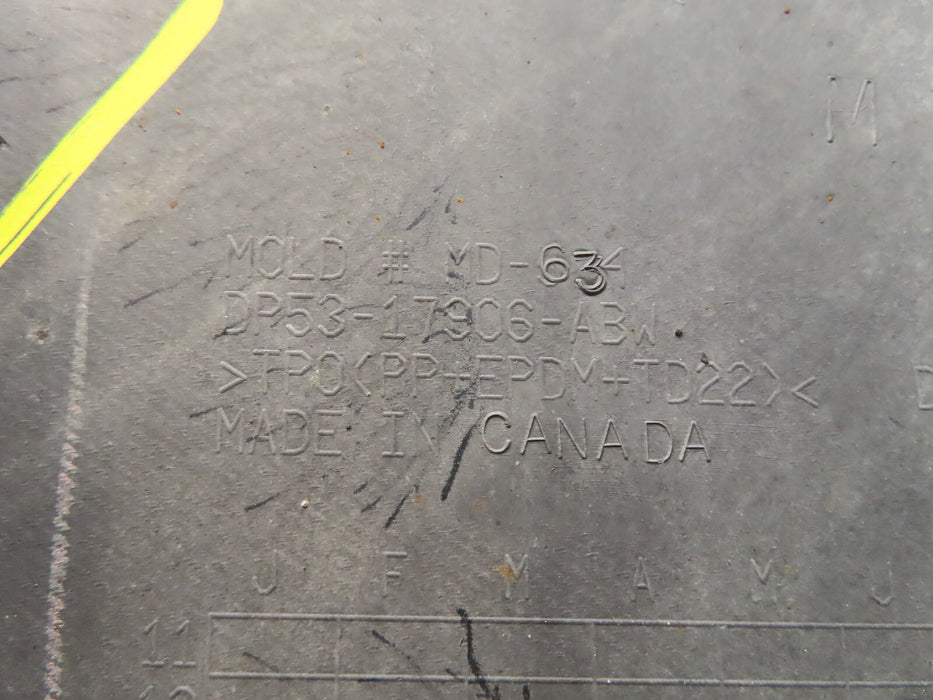 MOLD # MD-634
DP53-17906-ABW
>TPO(PP+EPDM+TD22)<
MADE IN CANADA
J F M A M J
11